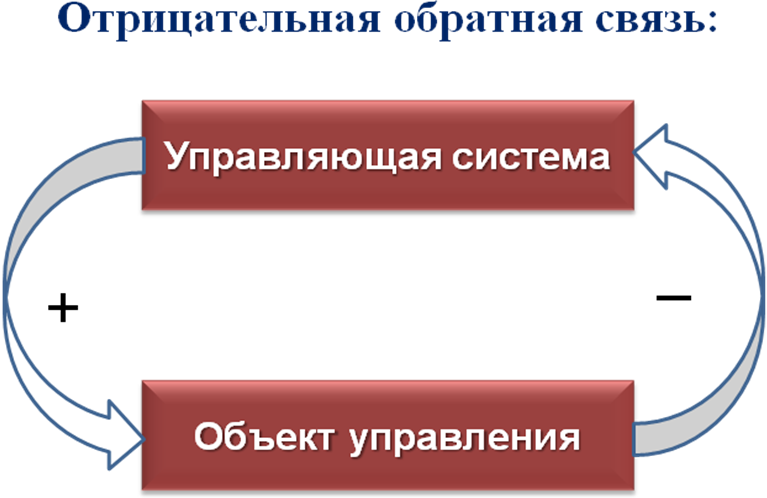 Отрицательная обратная связь:
Управляющая система
+
–
Объект управления